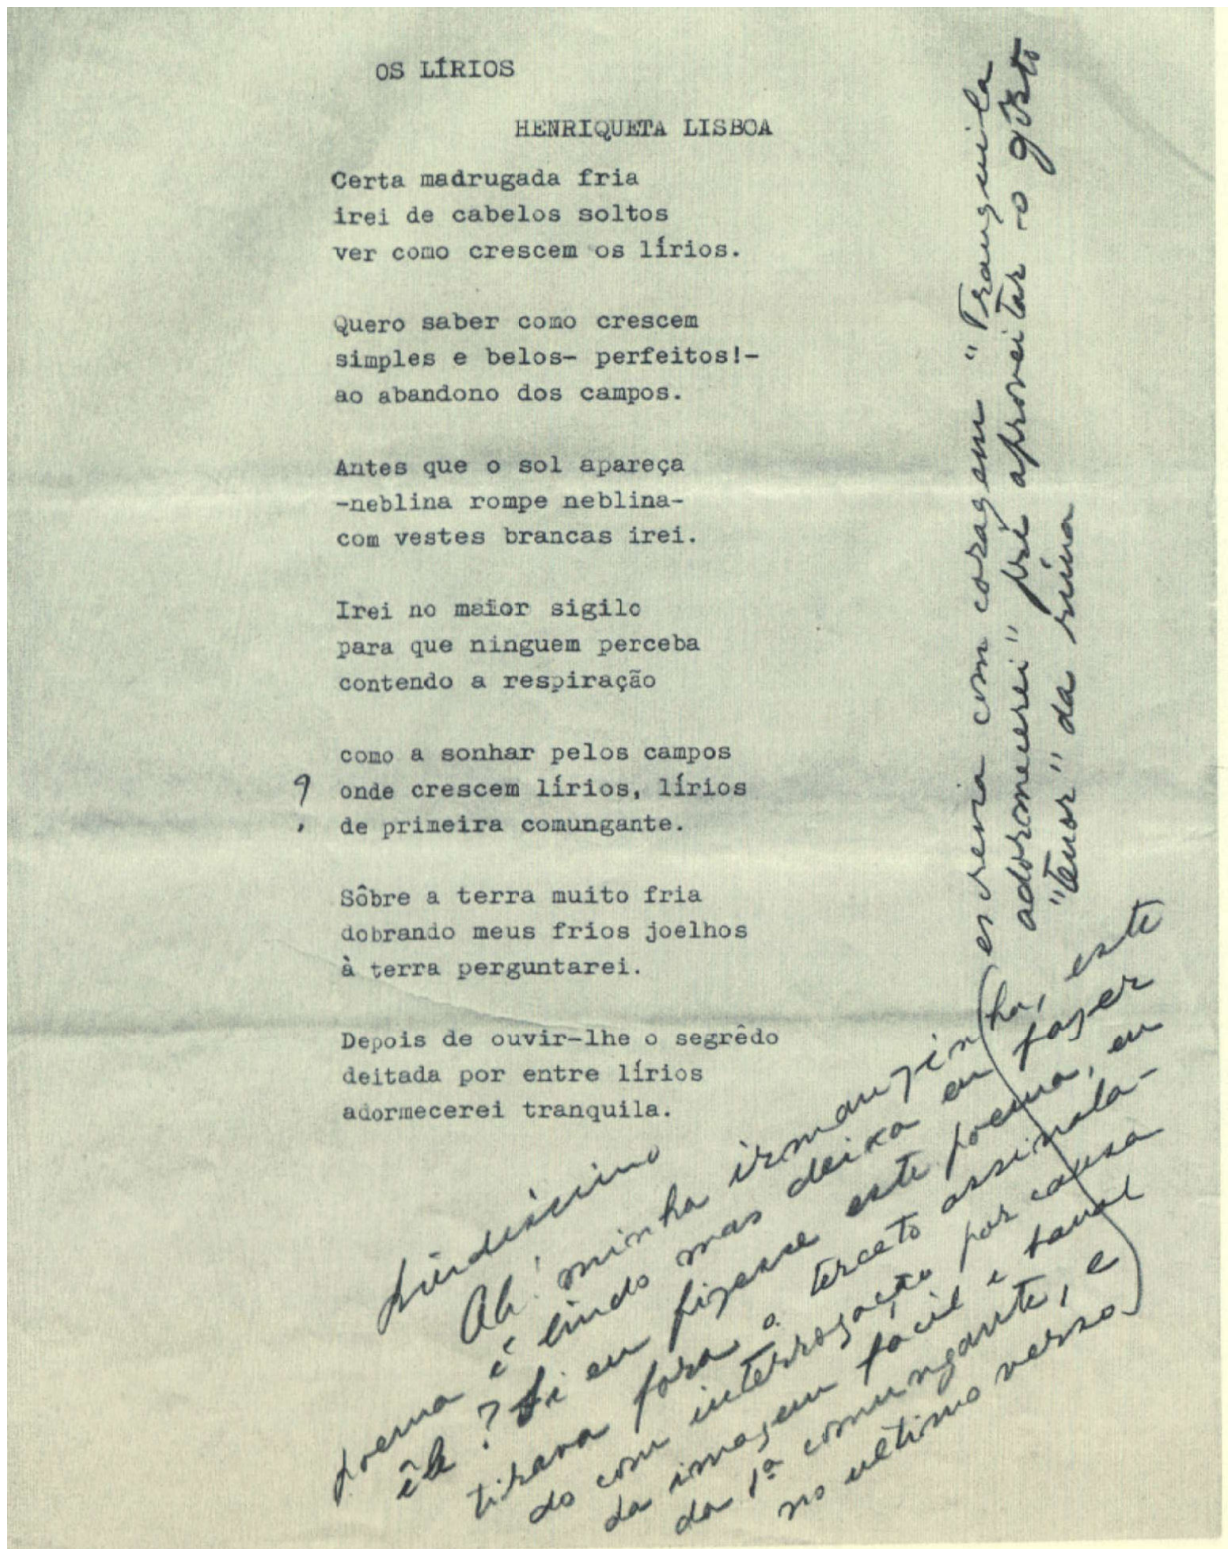 OS LÍRIOS
HENRIQUETA LISBOA
Certa madrugada fria
irei de cabelos soltos
ver como crescem os lírios.
Quero saber como crescem
simples e belos- perfeitos!-
ao abandono dos campos.
Antes que o sol apareça
-neblina rompe neblina-
com vestes brancas irei.
Irei no maior sigilo
para que ninguem perceba
contendo a respiração
como a sonhar pelos campos
? onde crescem lírios, lírios
de primeira comungante.
Sôbre a terra muito fria
dobrando meus frios joelhos
à terra perguntarei.
Depois de ouvir-lhe o segrêdo
deitada por entre lírios
adormecerei tranquila.
Lindíssimo
Ah! minha irmanzinha, este
poema é lindo mas deixa eu fazer
êle? Si eu fizesse este poema, eu
tirava fora o terceto assinala-
do com interrogação por causa
da imagem fácil e banal
da 1ª comungante, e
no ultimo verso
(escrevia com coragem "Tranquila
adormecerei" pra aproveitar o gôsto
"tenor" da rima)